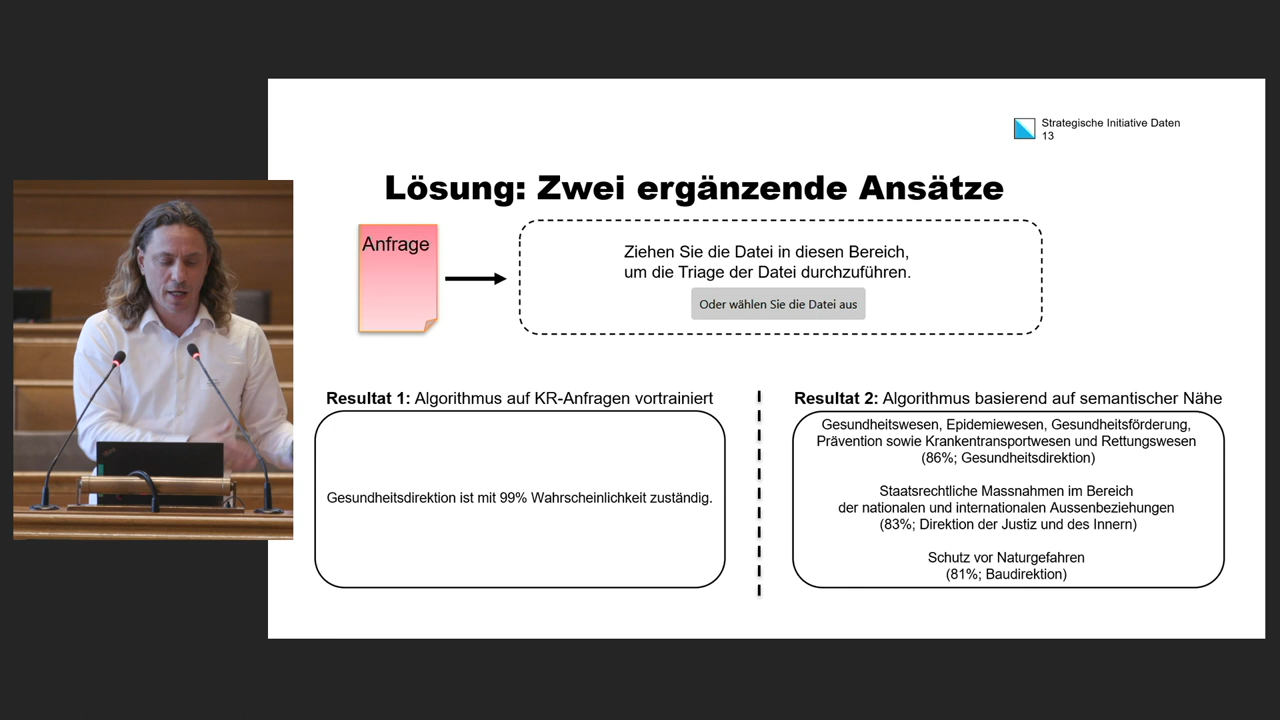 Strategische Initiative Daten
13
Lösung: Zwei ergänzende Ansätze
Anfrage
Ziehen Sie die Datei in diesen Bereich,
um die Triage der Datei durchzuführen.
Oder wählen Sie die Datei aus
Resultat 1: Algorithmus auf KR-Anfragen vortrainiert
Gesundheitsdirektion ist mit 99% Wahrscheinlichkeit zuständig.
Resultat 2: Algorithmus basierend auf semantischer Nähe
Gesundheitswesen, Epidemiewesen, Gesundheitsförderung,
Prävention sowie Krankentransportwesen und Rettungswesen
(86%; Gesundheitsdirektion)
Staatsrechtliche Massnahmen im Bereich
der nationalen und internationalen Aussenbeziehungen
(83%; Direktion der Justiz und des Innern)
Schutz vor Naturgefahren
(81%; Baudirektion)